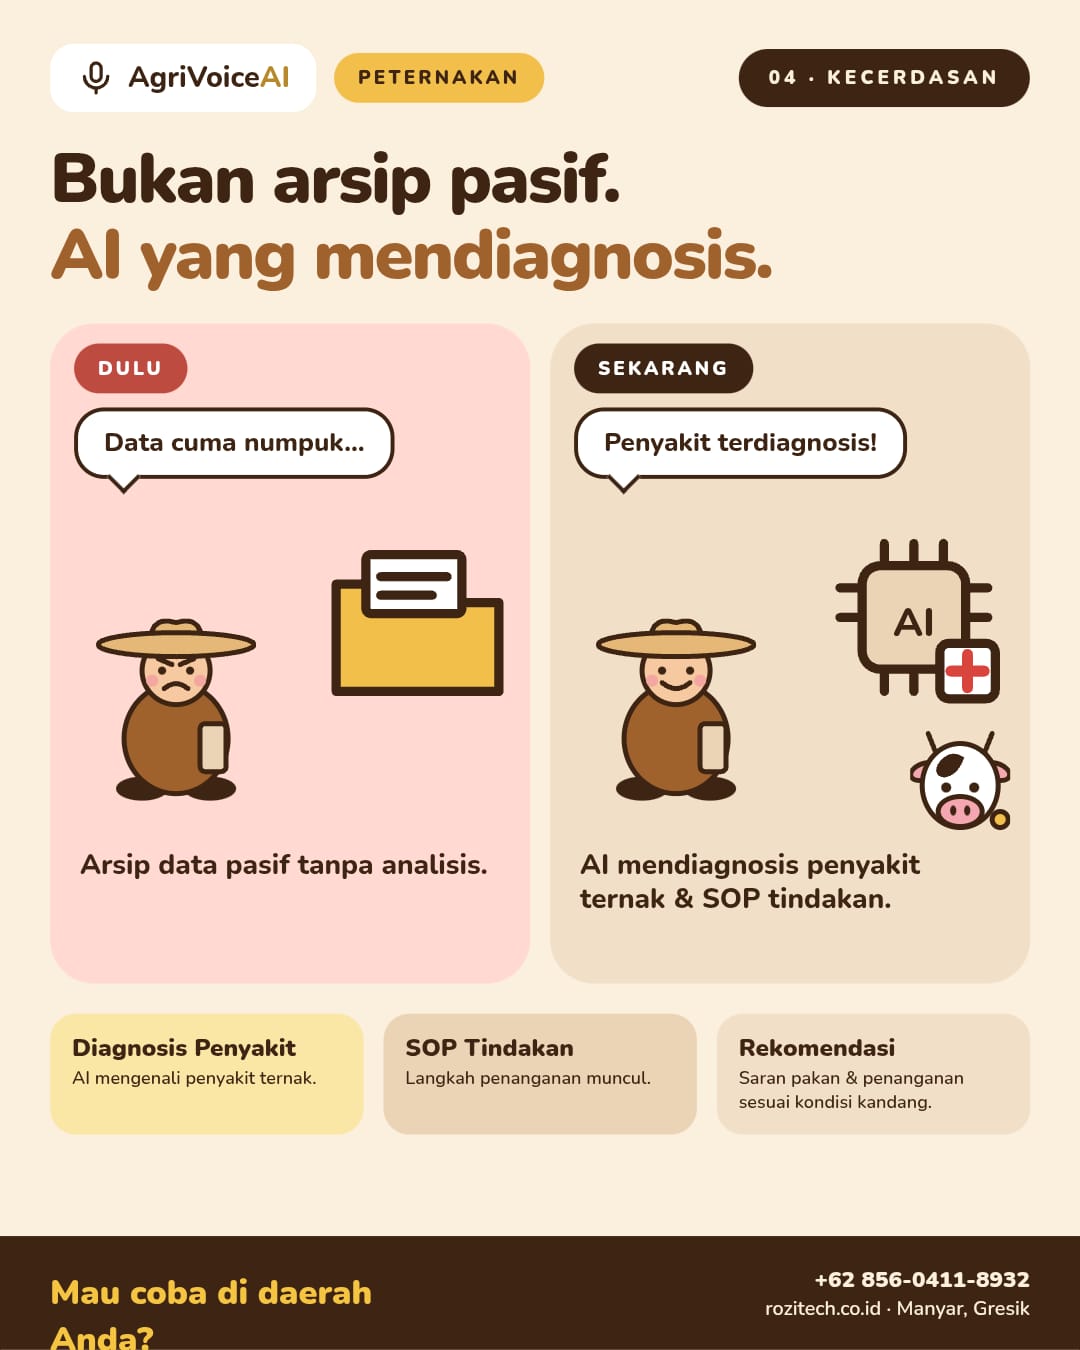 AgriVoiceAI
PETERNAKAN
04 · KECERDASAN
Bukan arsip pasif.
AI yang mendiagnosis.
DULU
Data cuma numpuk...
Arsip data pasif tanpa analisis.
SEKARANG
Penyakit terdiagnosis!
AI
AI mendiagnosis penyakit
ternak & SOP tindakan.
Diagnosis Penyakit
AI mengenali penyakit ternak.
SOP Tindakan
Langkah penanganan muncul.
Rekomendasi
Saran pakan & penanganan
sesuai kondisi kandang.
Mau coba di daerah
Anda?
+62 856-0411-8932
rozitech.co.id · Manyar, Gresik